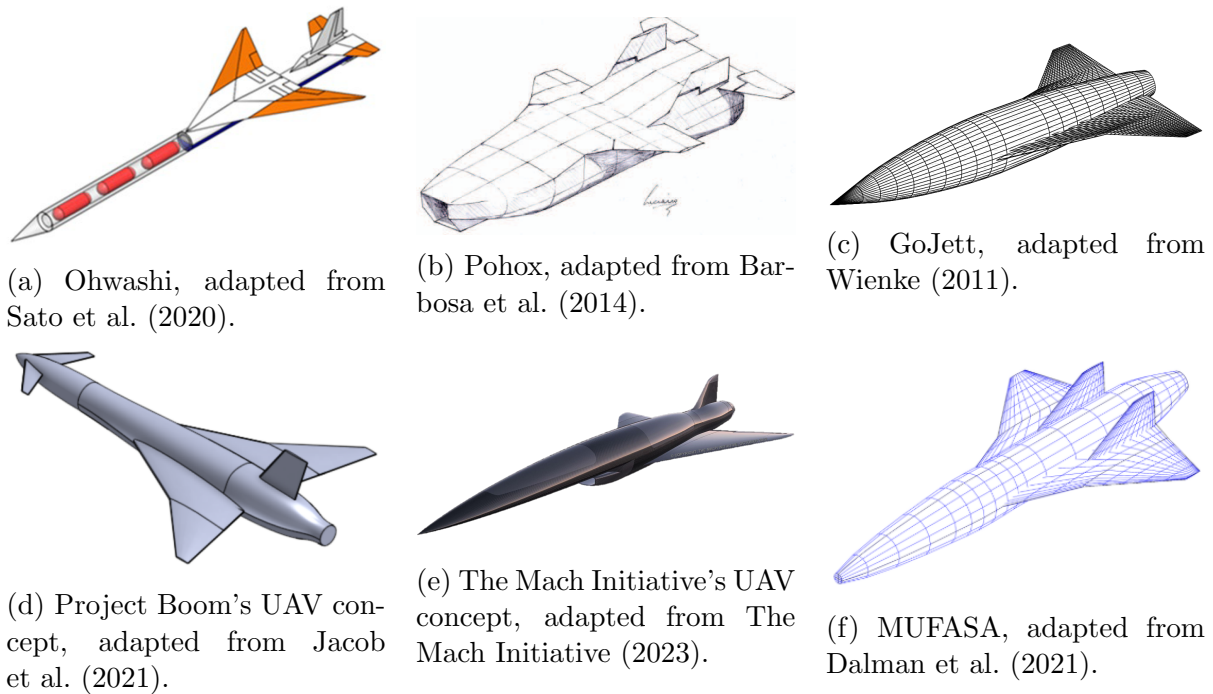 (a) Ohwashi, adapted from
Sato et al. (2020).
(b) Pohox, adapted from Bar-
bosa et al. (2014).
(c) GoJett, adapted from
Wienke (2011).
(d) Project Boom's UAV con-
cept, adapted from Jacob
et al. (2021).
(e) The Mach Initiative's UAV
concept, adapted from The
Mach Initiative (2023).
(f) MUFASA, adapted from
Dalman et al. (2021).